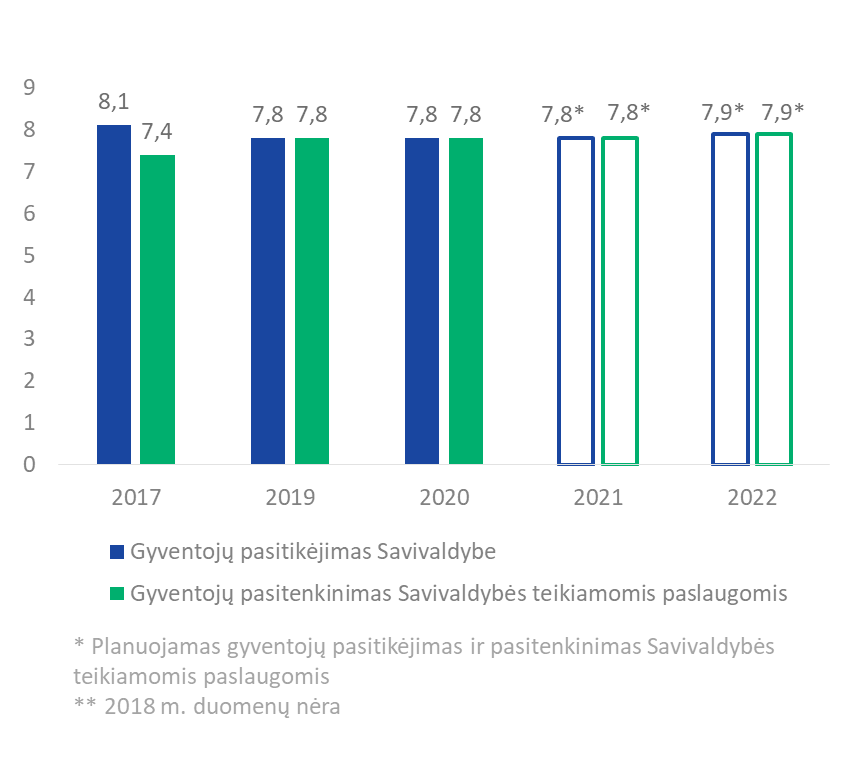 9
8
7
6
5
4
3
2
1
0
8,1
7,4
7,8 7,8
7,8 7,8
7,8* 7,8*
7,9* 7,9*
2017 2019 2020 2021 2022
Gyventojų pasitikėjimas Savivaldybe
Gyventojų pasitenkinimas Savivaldybės teikiamomis paslaugomis
* Planuojamas gyventojų pasitikėjimas ir pasitenkinimas Savivaldybės
teikiamomis paslaugomis
** 2018 m. duomenų nėra